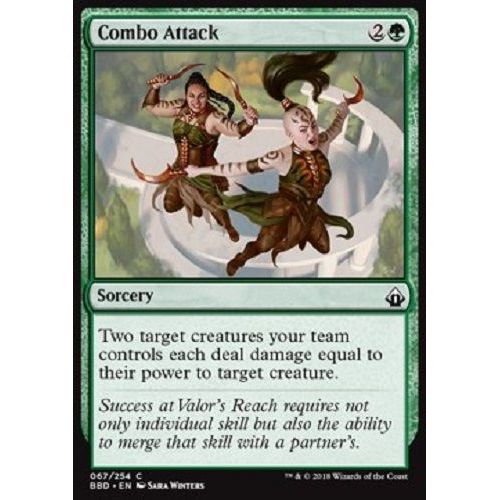 Combo Attack 2
Sorcery
Two target creatures your team
controls each deal damage equal to
their power to target creature.
Success at Valor's Reach requires not
only individual skill but also the ability
to merge that skill with a partner's.
067/254 C
BBD • EN Sara Winters
™ & © 2018 Wizards of the Coast